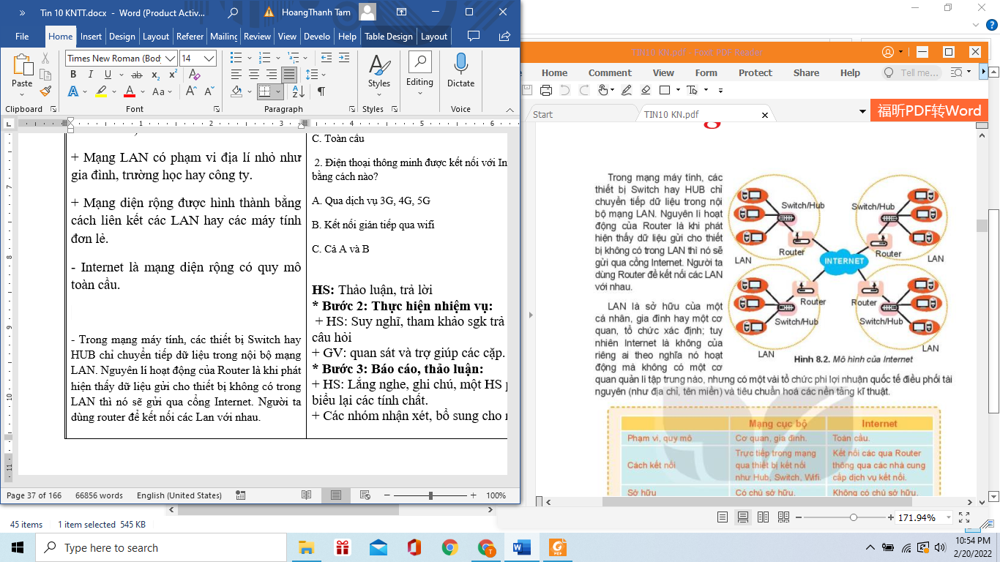 Tin 10 KNTT.docx - Word (Product Activ...
HoangThanh Tam
File Home Insert Design Layout Referer Mailing Review View Develo Help Table Design Layout
Paste
Clipboard
Times New Roman (Body
14
Font
Paragraph
Styles
Styles
Editing
Dictate
Voice
+ Mạng LAN có phạm vi địa lí nhỏ như
gia đình, trường học hay công ty.
+ Mạng diện rộng được hình thành bằng
cách liên kết các LAN hay các máy tính
đơn lẻ.
- Internet là mạng diện rộng có quy mô
toàn cầu.
- Trong mạng máy tính, các thiết bị Switch hay
HUB chỉ chuyển tiếp dữ liệu trong nội bộ mạng
LAN. Nguyên lí hoạt động của Router là khi phát
hiện thấy dữ liệu gửi cho thiết bị không có trong
LAN thì nó sẽ gửi qua cổng Internet. Người ta
dùng router để kết nối các Lan với nhau.
C. Toàn cầu
2. Điện thoại thông minh được kết nối với In
bằng cách nào?
A. Qua dịch vụ 3G, 4G, 5G
B. Kết nối gián tiếp qua wifi
C. Cả A và B
HS: Thảo luận, trả lời
* Bước 2: Thực hiện nhiệm vụ:
+ HS: Suy nghĩ, tham khảo sgk trả
câu hỏi
+ GV: quan sát và trợ giúp các cặp.
* Bước 3: Báo cáo, thảo luận:
+ HS: Lắng nghe, ghi chú, một HS p
biểu lại các tính chất.
+ Các nhóm nhận xét, bổ sung cho n
Page 37 of 166 66856 words English (United States) 100%
45 items 1 item selected 545 KB
TIN10 KN.pdf - Foxit PDF Reader
Home Comment View Form Protect Share Help Tell me...
Start TIN10 KN.pdf
福昕PDF转Word
Trong mạng máy tính, các
thiết bị Switch hay HUB chỉ
chuyển tiếp dữ liệu trong nội
bộ mạng LAN. Nguyên lí hoạt
động của Router là khi phát
hiện thấy dữ liệu gửi cho thiết
bị không có trong LAN thì nó sẽ
gửi qua cổng Internet. Người ta
dùng Router để kết nối các LAN
với nhau.
LAN là sở hữu của một
cá nhân, gia đình hay một cơ
quan, tổ chức xác định; tuy
nhiên Internet là không của
riêng ai theo nghĩa nó hoạt
động mà không có một cơ
quan quản lí tập trung nào, nhưng có một vài tổ chức phi lợi nhuận quốc tế điều phối tài
nguyên (như địa chỉ, tên miền) và tiêu chuẩn hoá các nền tảng kĩ thuật.
Switch/Hub
Switch/Hub
Router
Router
LAN
LAN
INTERNET
Router
Router
Switch/Hub
Switch/Hub
LAN
LAN
Hình 8.2. Mô hình của Internet
Mạng cục bộ Internet
Phạm vi, quy mô Cơ quan, gia đình. Toàn cầu.
Cách kết nối
Trực tiếp trong mạng
qua thiết bị kết nối
như Hub, Switch, Wifi.
Kết nối các qua Router
thông qua các nhà cung
cấp dịch vụ kết nối.
Sở hữu Có chủ sở hữu. Không có chủ sở hữu.
171.94%
Type here to search
10:54 PM
2/20/2022